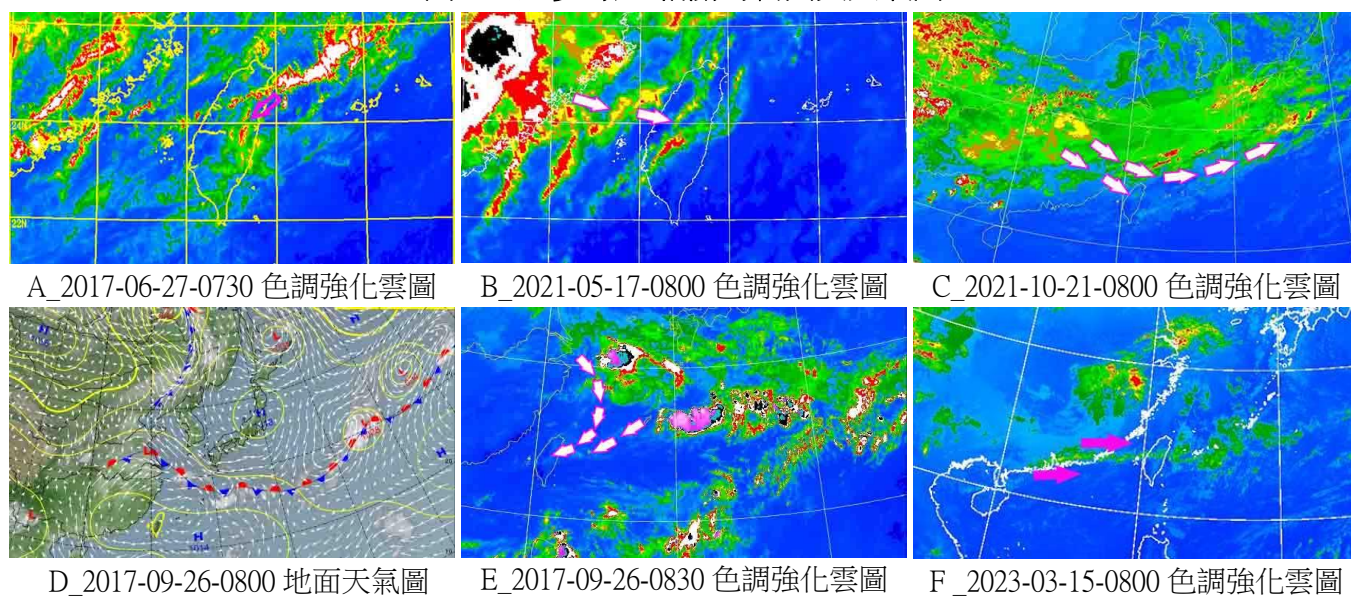 A_2017-06-27-0730 色調強化雲圖
B_2021-05-17-0800 色調強化雲圖
C_2021-10-21-0800 色調強化雲圖
D_2017-09-26-0800 地面天氣圖
E_2017-09-26-0830 色調強化雲圖
F_2023-03-15-0800 色調強化雲圖
24N
22N
H
H
H
H
L